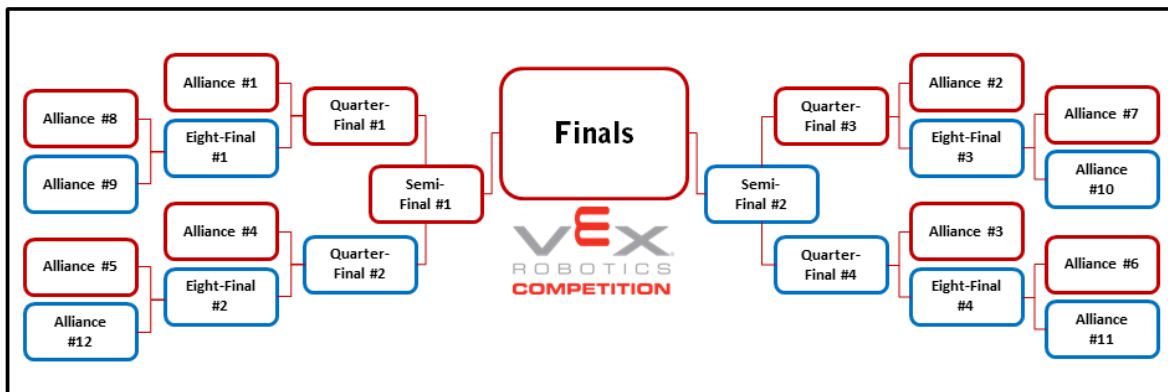 Alliance #1
Alliance #8
Eight-Final
#1
Alliance #9
Quarter-
Final #1
Semi-
Final #1
Alliance #4
Alliance #5
Eight-Final
#2
Alliance
#12
Quarter-
Final #2
Finals
VEX
ROBOTICS
COMPETITION
Quarter-
Final #3
Alliance #2
Eight-Final
#3
Alliance #7
Alliance
#10
Semi-
Final #2
Quarter-
Final #4
Alliance #3
Eight-Final
#4
Alliance #6
Alliance
#11